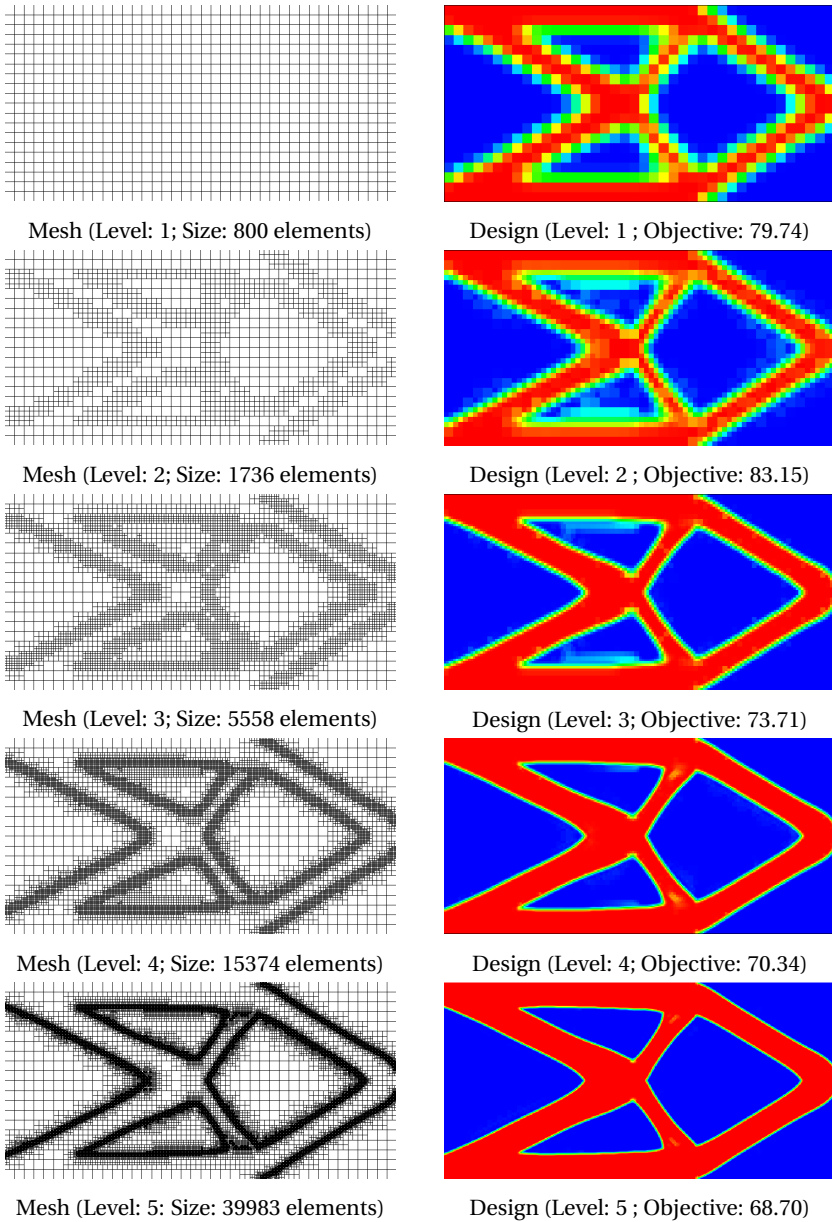 Mesh (Level: 1; Size: 800 elements)
Design (Level: 1 ; Objective: 79.74)
Mesh (Level: 2; Size: 1736 elements)
Design (Level: 2 ; Objective: 83.15)
Mesh (Level: 3; Size: 5558 elements)
Design (Level: 3; Objective: 73.71)
Mesh (Level: 4; Size: 15374 elements)
Design (Level: 4; Objective: 70.34)
Mesh (Level: 5: Size: 39983 elements)
Design (Level: 5 ; Objective: 68.70)